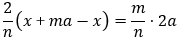 2/n (x + ma − x) = m/n · 2a